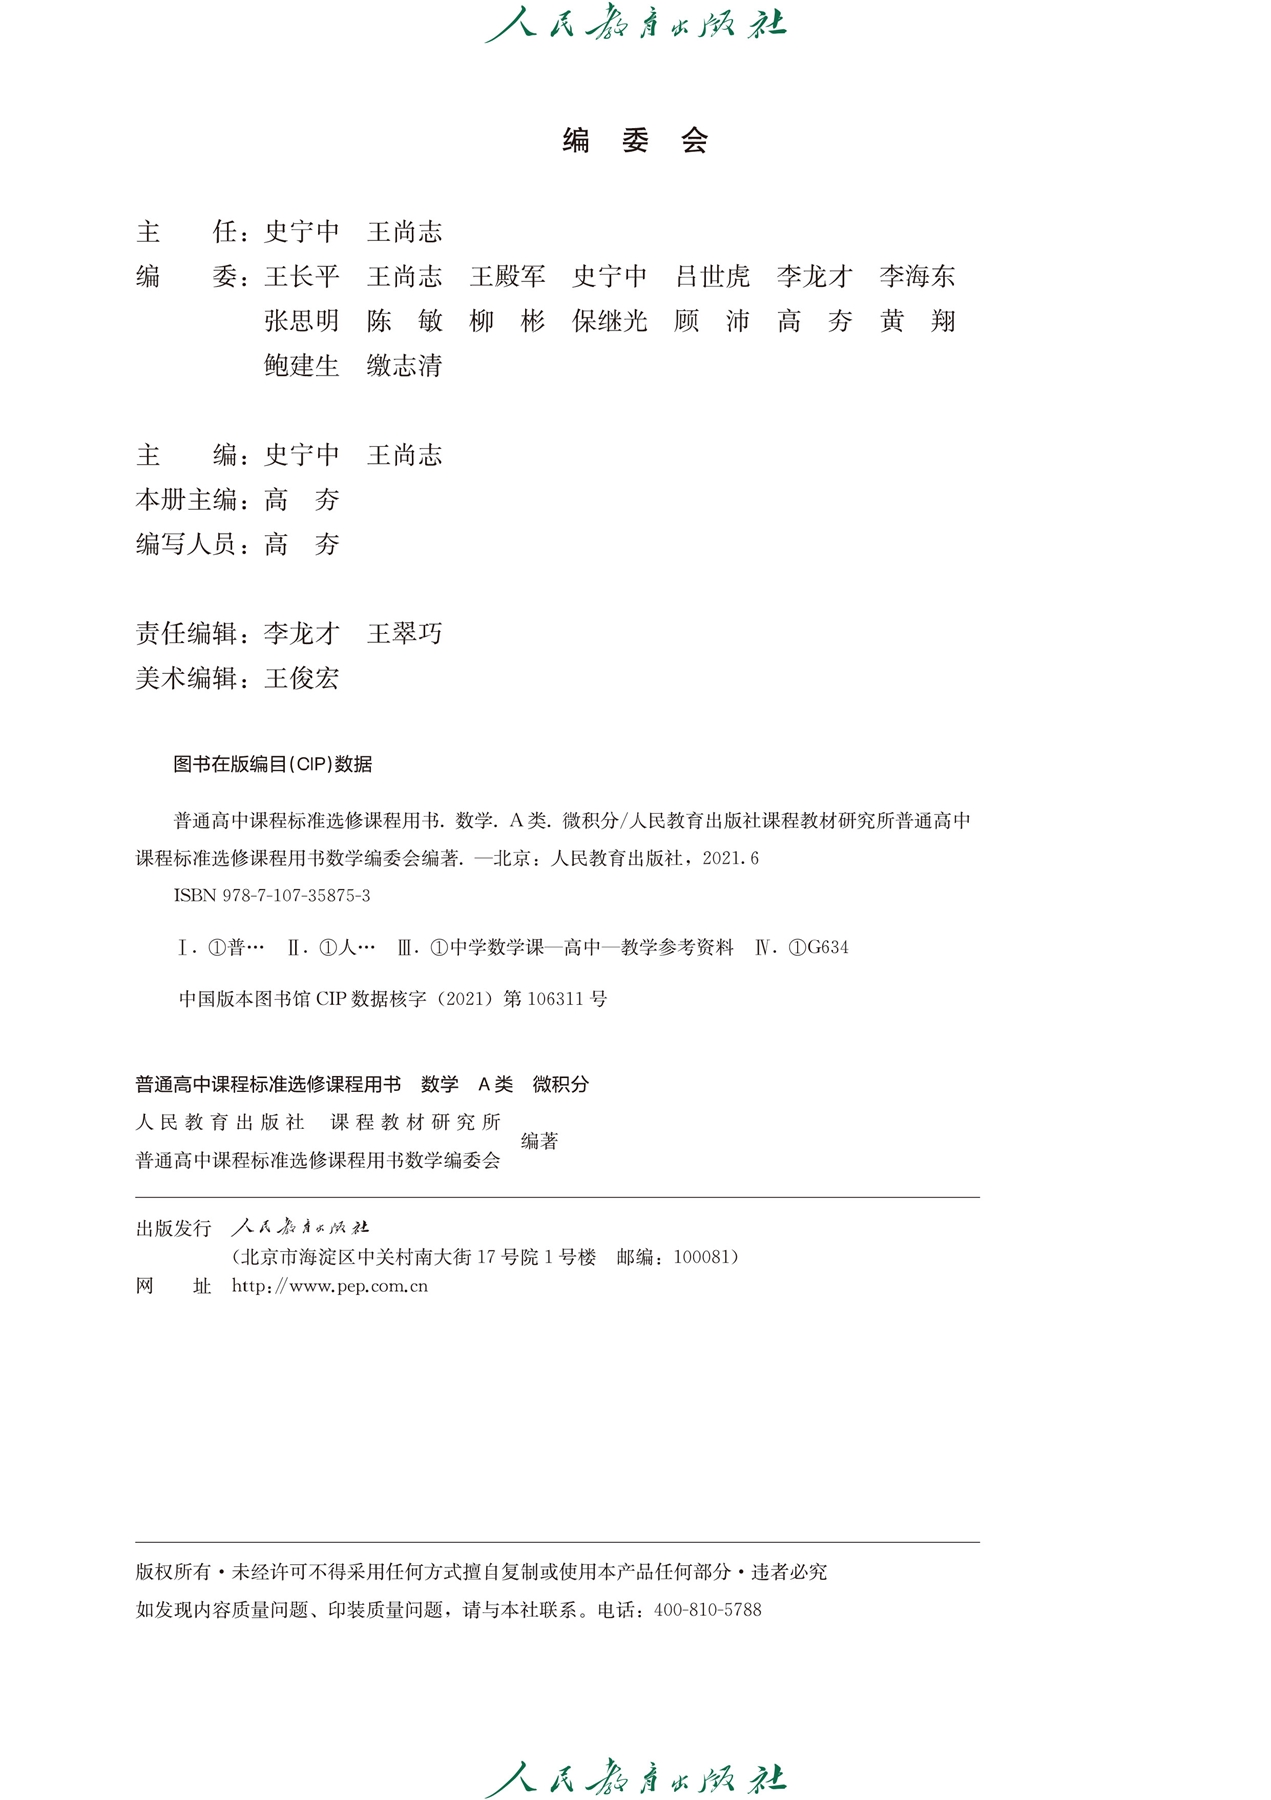 人民教育出版社
编 委 会
主　　任：史宁中　王尚志
编　　委：王长平　王尚志　王殿军　史宁中　吕世虎　李龙才　李海东
张思明　陈　敏　柳　彬　保继光　顾　沛　高　夯　黄　翔
鲍建生　缴志清
主　　编：史宁中　王尚志
本册主编：高　夯
编写人员：高　夯
责任编辑：李龙才　王翠巧
美术编辑：王俊宏
图书在版编目(CIP)数据
普通高中课程标准选修课程用书. 数学. A 类. 微积分/人民教育出版社课程教材研究所普通高中
课程标准选修课程用书数学编委会编著. —北京：人民教育出版社，2021.6
ISBN 978-7-107-35875-3
Ⅰ. ①普… Ⅱ. ①人… Ⅲ. ①中学数学课—高中—教学参考资料 Ⅳ. ①G634
中国版本图书馆 CIP 数据核字（2021）第 106311 号
普通高中课程标准选修课程用书　数学　A 类　微积分
人民教育出版社　课程教材研究所
普通高中课程标准选修课程用书数学编委会
编著
出版发行　人民教育出版社
（北京市海淀区中关村南大街 17 号院 1 号楼　邮编：100081）
网　　址　http://www.pep.com.cn
版权所有·未经许可不得采用任何方式擅自复制或使用本产品任何部分·违者必究
如发现内容质量问题、印装质量问题，请与本社联系。电话：400-810-5788
人民教育出版社